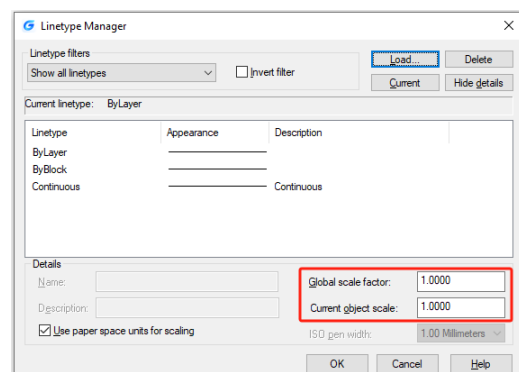 Linetype Manager
Linetype filters
Show all linetypes
Invert filter
Load...
Delete
Current
Hide details
Current linetype: ByLayer
Linetype Appearance Description
ByLayer
ByBlock
Continuous Continuous
Details
Name:
Global scale factor: 1.0000
Description:
Current object scale: 1.0000
Use paper space units for scaling
ISO pen width: 1.00 Millimeters
OK Cancel Help